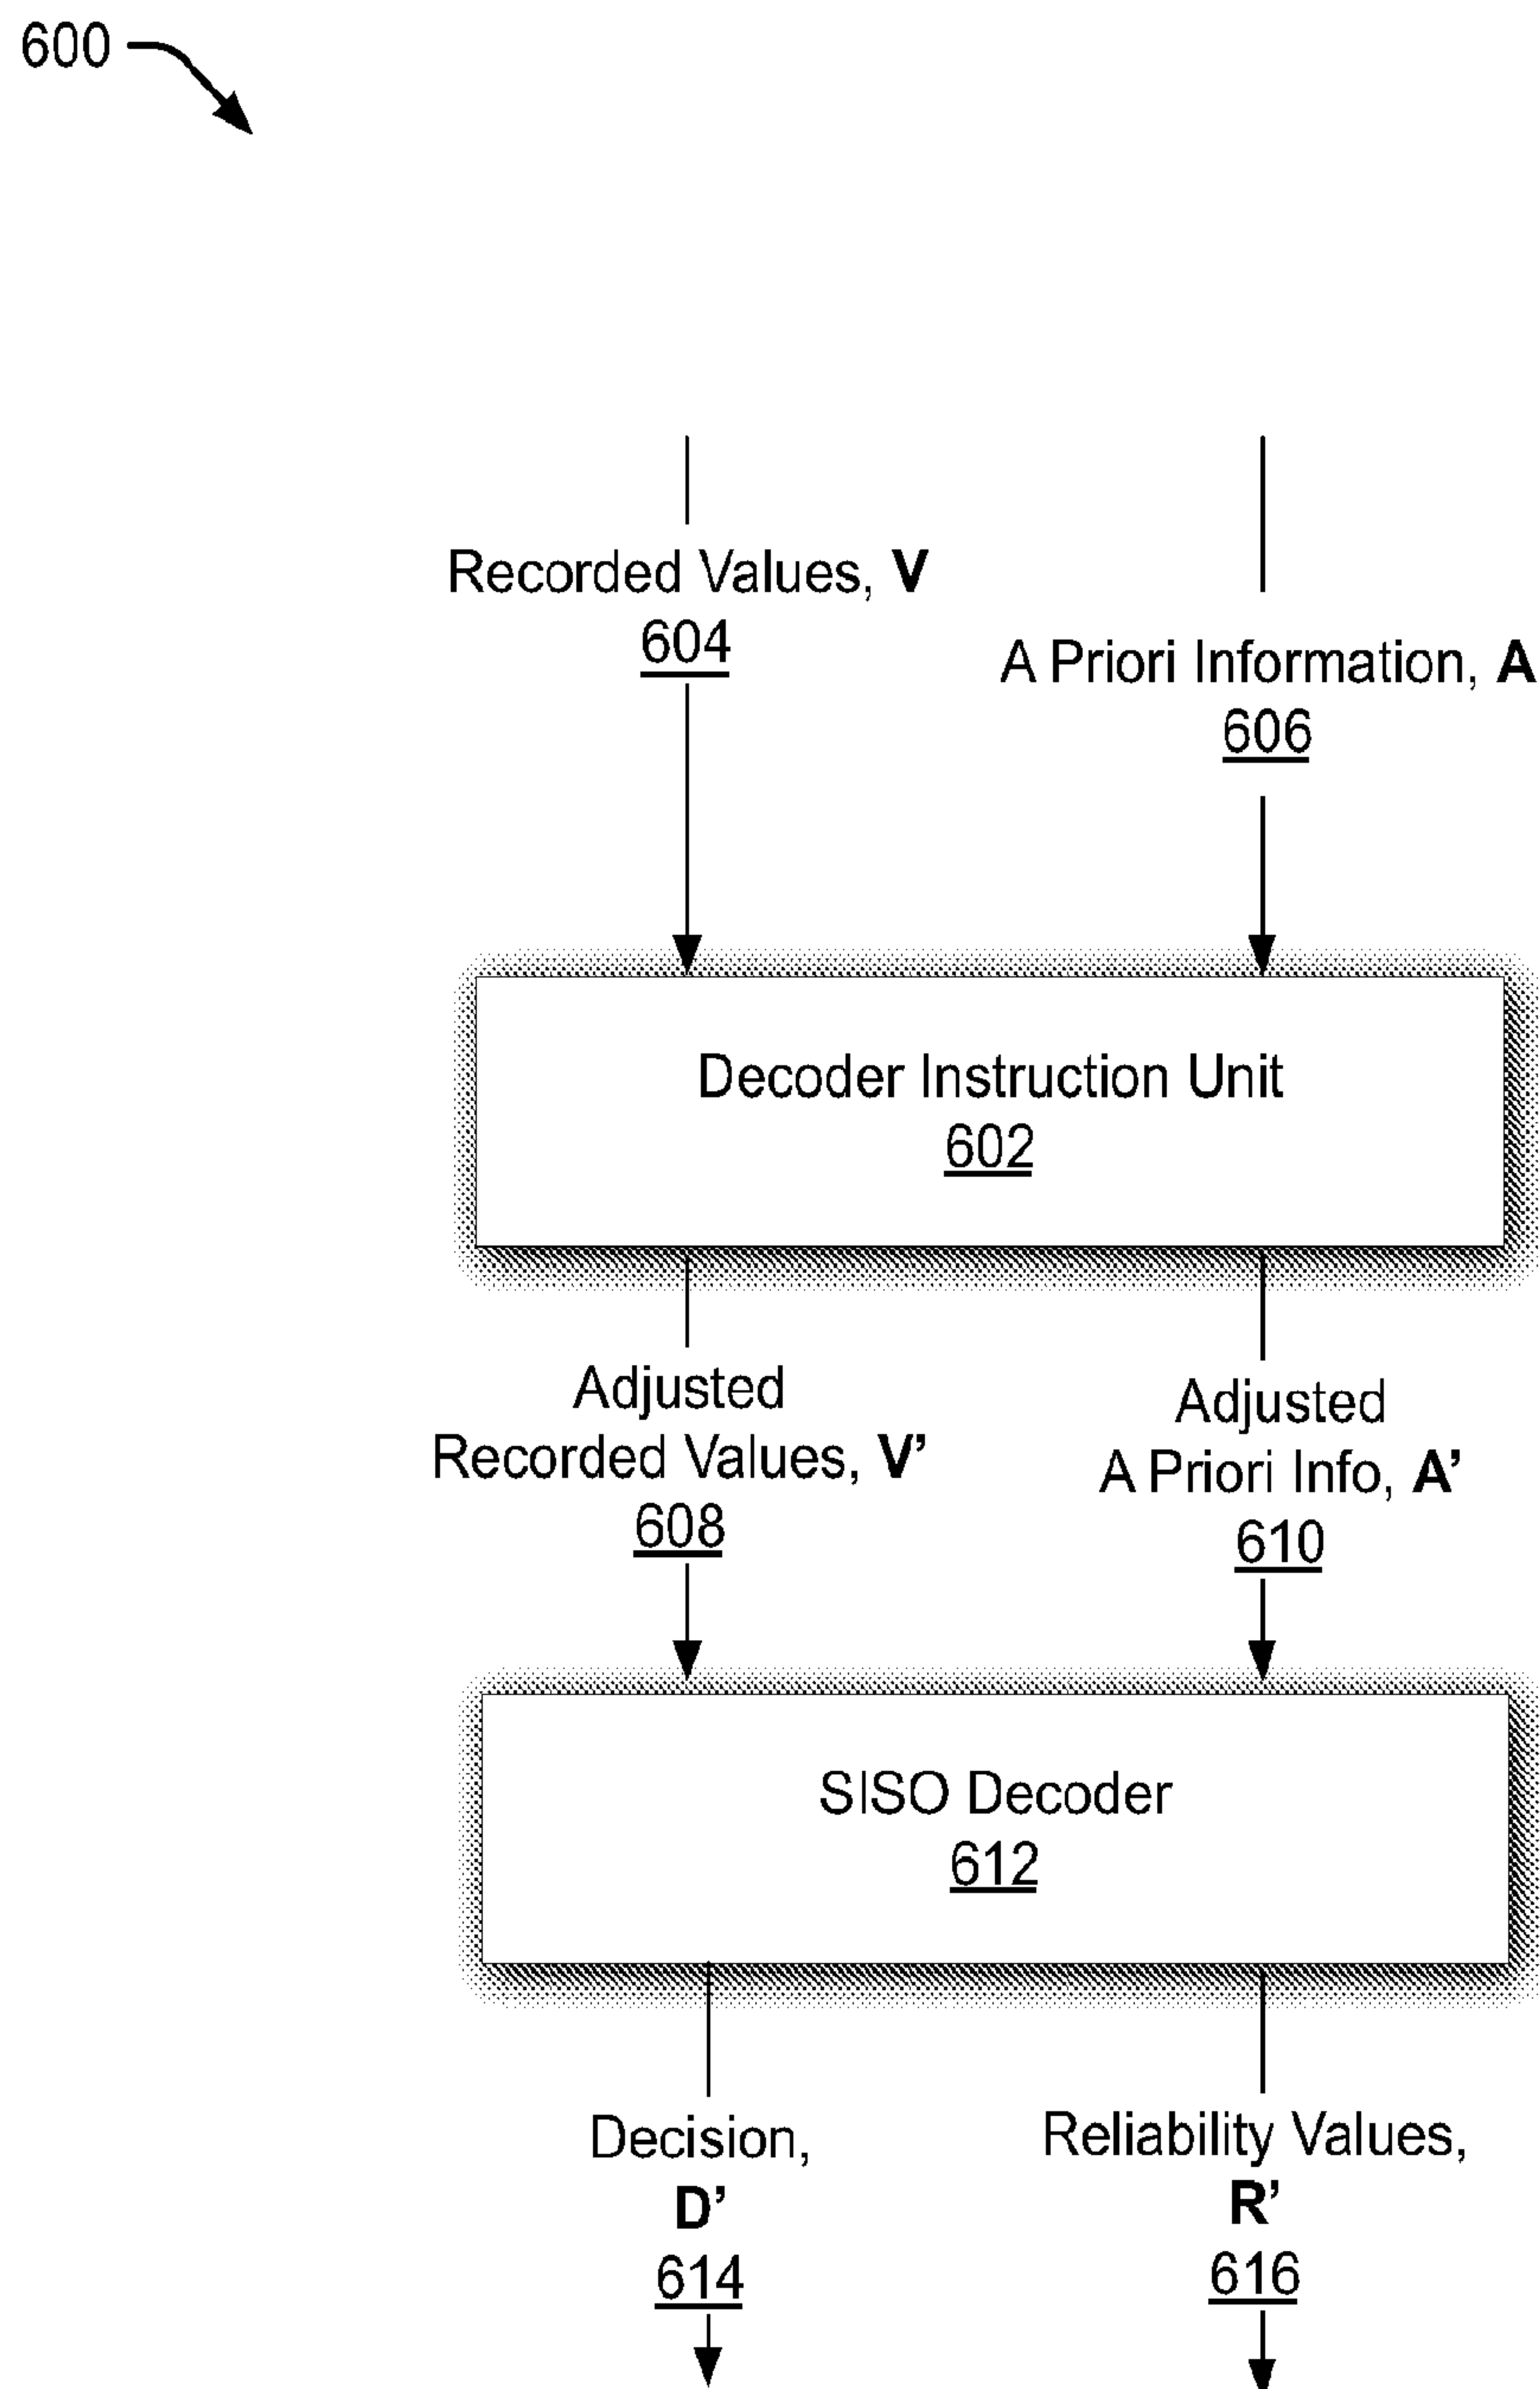 600
Recorded Values, V
604
A Priori Information, A
606
Decoder Instruction Unit
602
Adjusted
Recorded Values, V’
608
Adjusted
A Priori Info, A’
610
SISO Decoder
612
Decision,
D’
614
Reliability Values,
R’
616